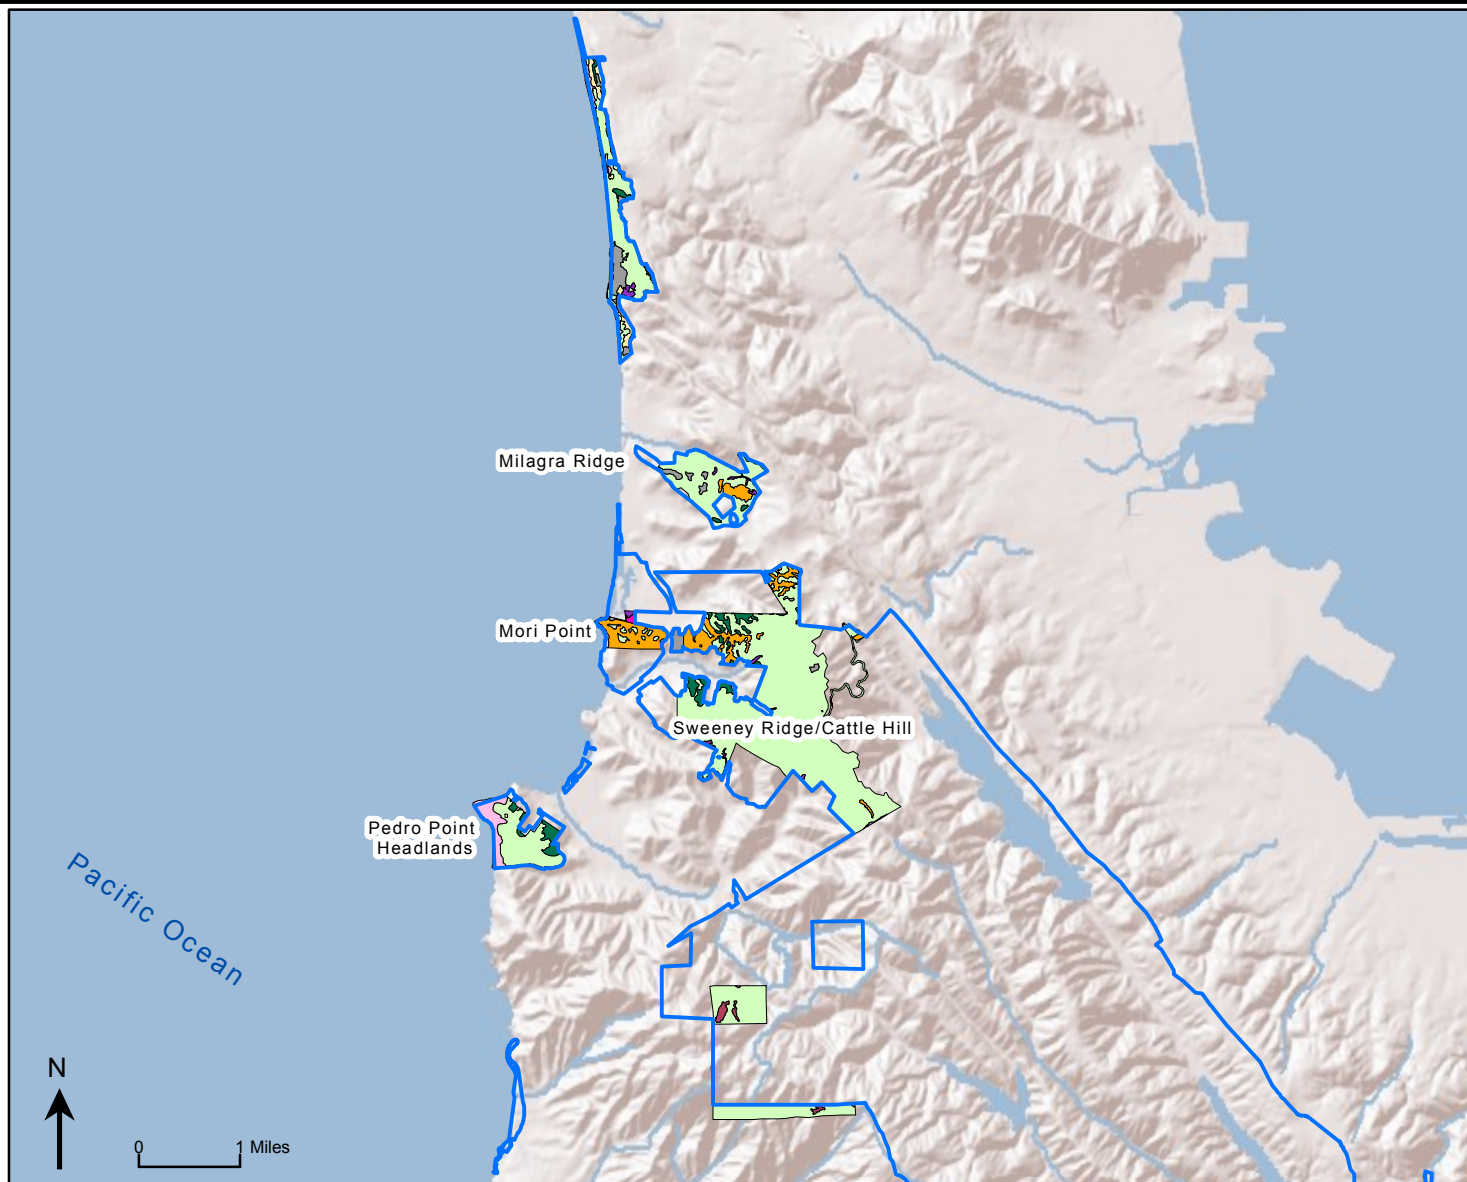 Milagra Ridge
Mori Point
Sweeney Ridge/Cattle Hill
Pedro Point
Headlands
Pacific Ocean
N
0 1 Miles